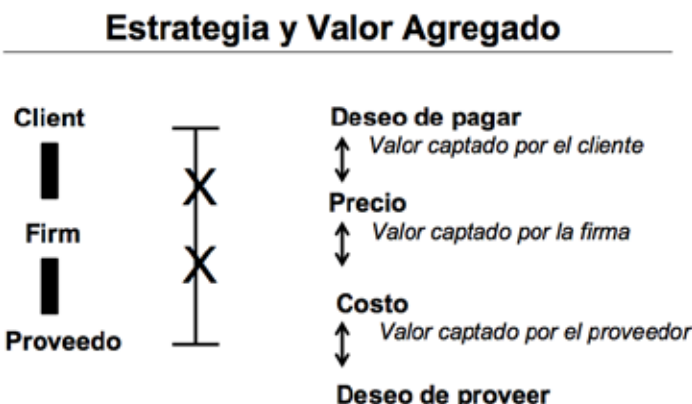 Estrategia y Valor Agregado
Client
Firm
Proveedo
X
X
Deseo de pagar
Valor captado por el cliente
Precio
Valor captado por la firma
Costo
Valor captado por el proveedor
Deseo de proveer